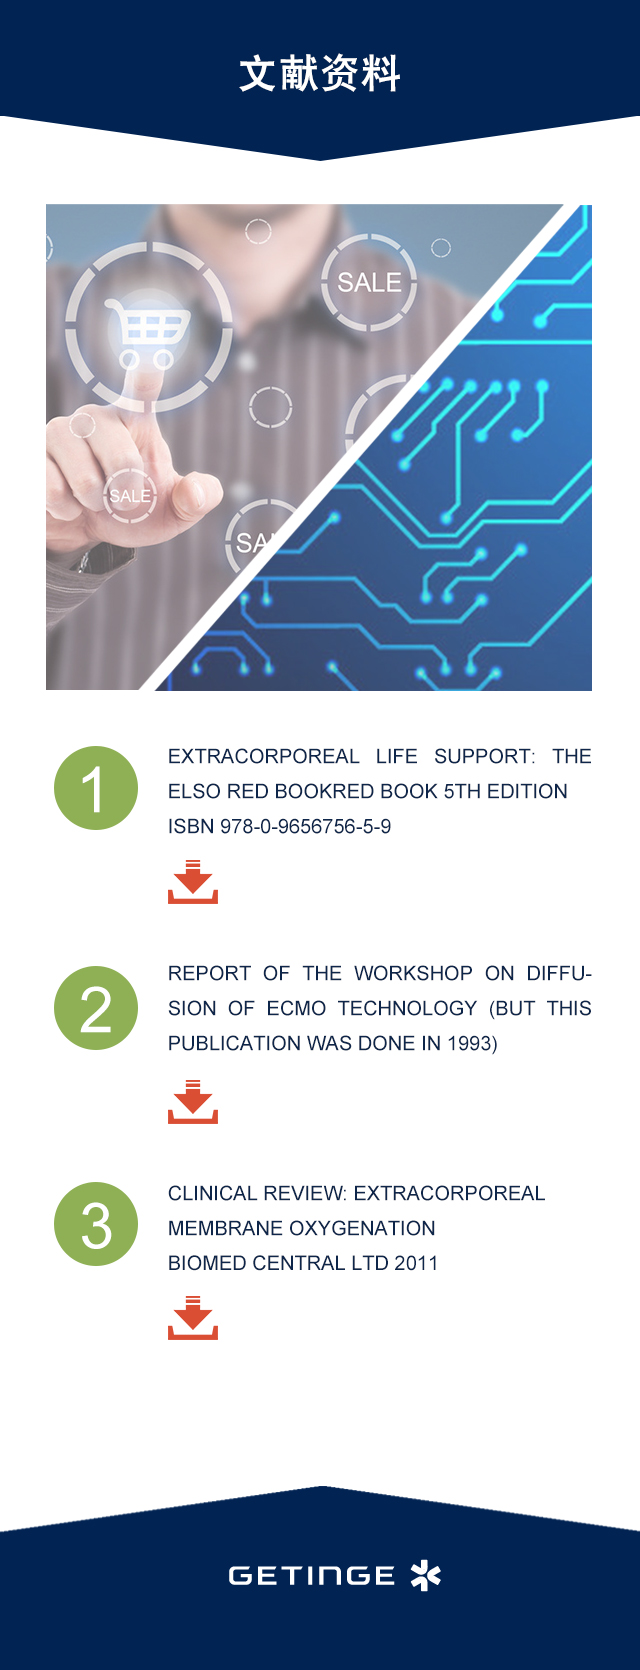 文献资料
SALE
SALE
SA
1
EXTRACORPOREAL LIFE SUPPORT: THE
ELSO RED BOOKRED BOOK 5TH EDITION
ISBN 978-0-9656756-5-9
2
REPORT OF THE WORKSHOP ON DIFFU-
SION OF ECMO TECHNOLOGY (BUT THIS
PUBLICATION WAS DONE IN 1993)
3
CLINICAL REVIEW: EXTRACORPOREAL
MEMBRANE OXYGENATION
BIOMED CENTRAL LTD 2011
GETINGE